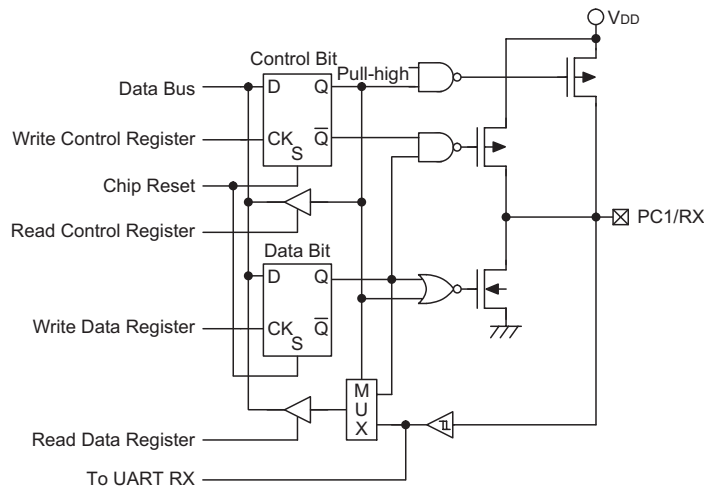 VDD
Control Bit
Pull-high
Data Bus
D
Q
Write Control Register
CK
Q
S
Chip Reset
Read Control Register
PC1/RX
Data Bit
D
Q
Write Data Register
CK
Q
S
M
U
X
Read Data Register
To UART RX